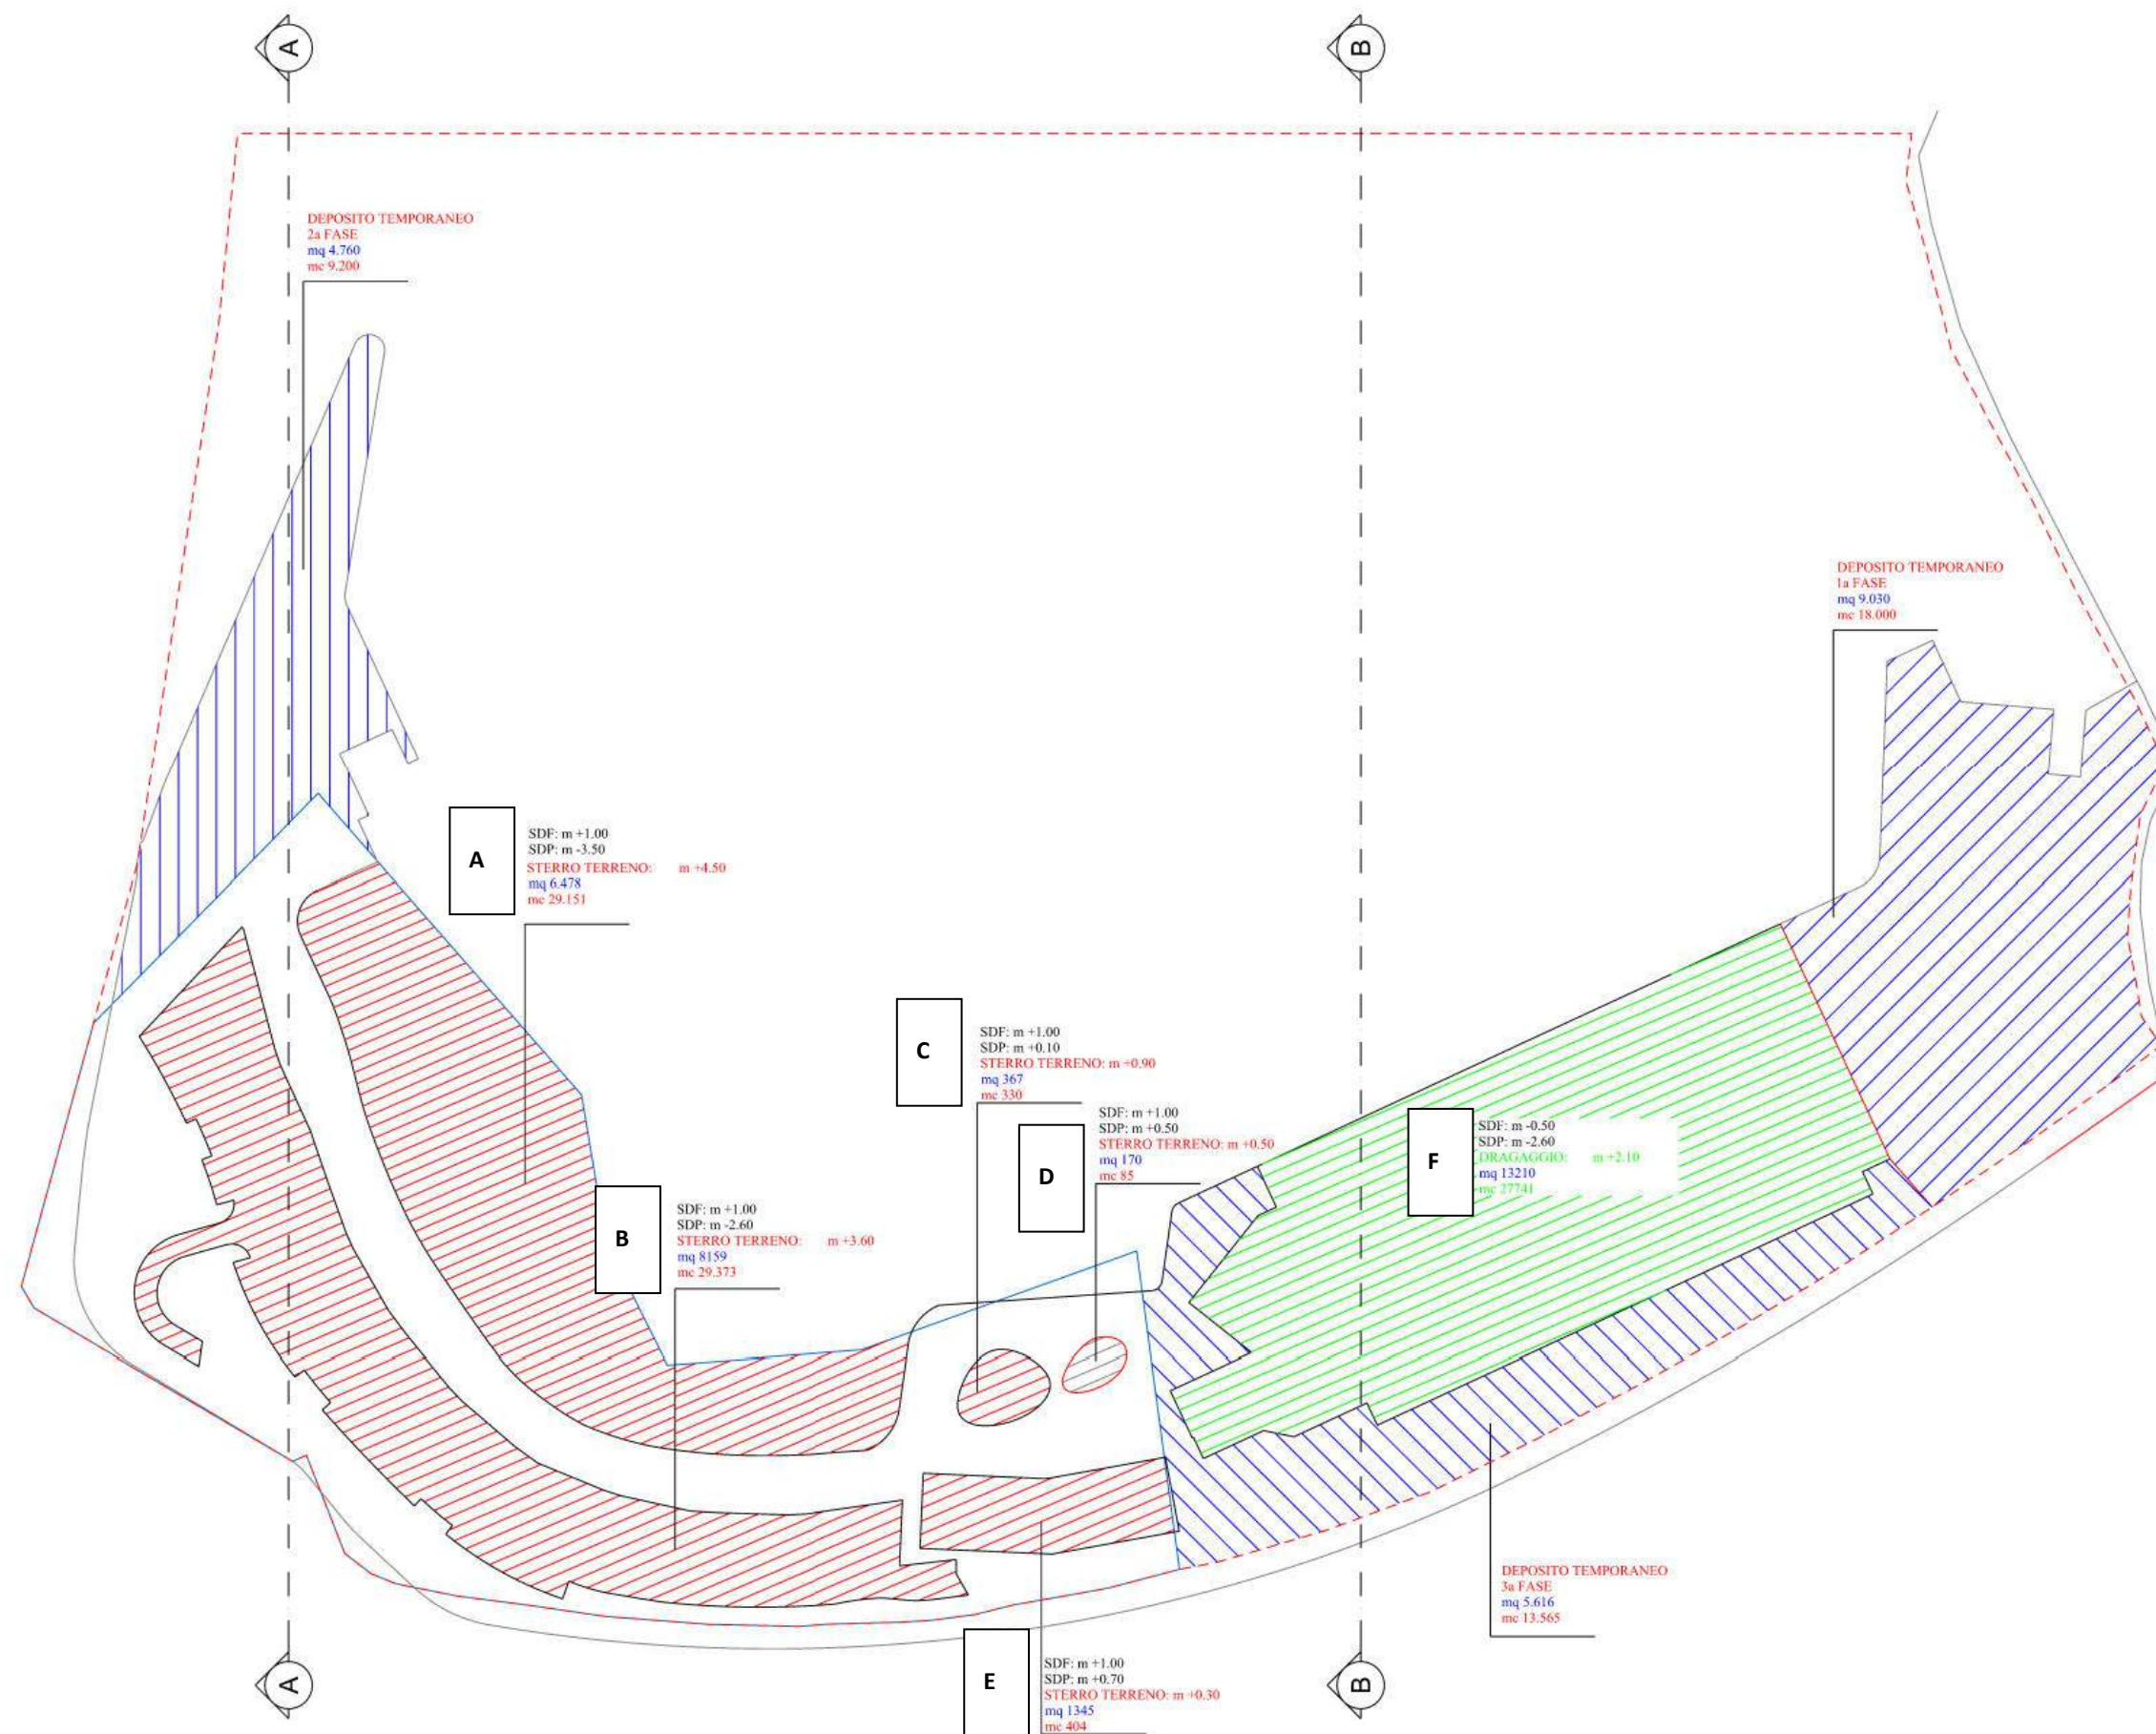 A
B
DEPOSITO TEMPORANEO
2a FASE
mq 4.760
mc 9.200
DEPOSITO TEMPORANEO
1a FASE
mq 9.030
mc 18.000
A
SDF: m +1.00
SDP: m -3.50
STERRO TERRENO: m +4.50
mq 6.478
mc 29.151
C
SDF: m +1.00
SDP: m +0.10
STERRO TERRENO: m +0.90
mq 367
mc 330
D
SDF: m +1.00
SDP: m +0.50
STERRO TERRENO: m +0.50
mq 170
mc 85
F
SDF: m -0.50
SDP: m -2.60
DRAGAGGIO: m +2.10
mq 13210
mc 27741
B
SDF: m +1.00
SDP: m -2.60
STERRO TERRENO: m +3.60
mq 8159
mc 29.373
DEPOSITO TEMPORANEO
3a FASE
mq 5.616
mc 13.565
E
SDF: m +1.00
SDP: m +0.70
STERRO TERRENO: m +0.30
mq 1345
mc 404
A
B